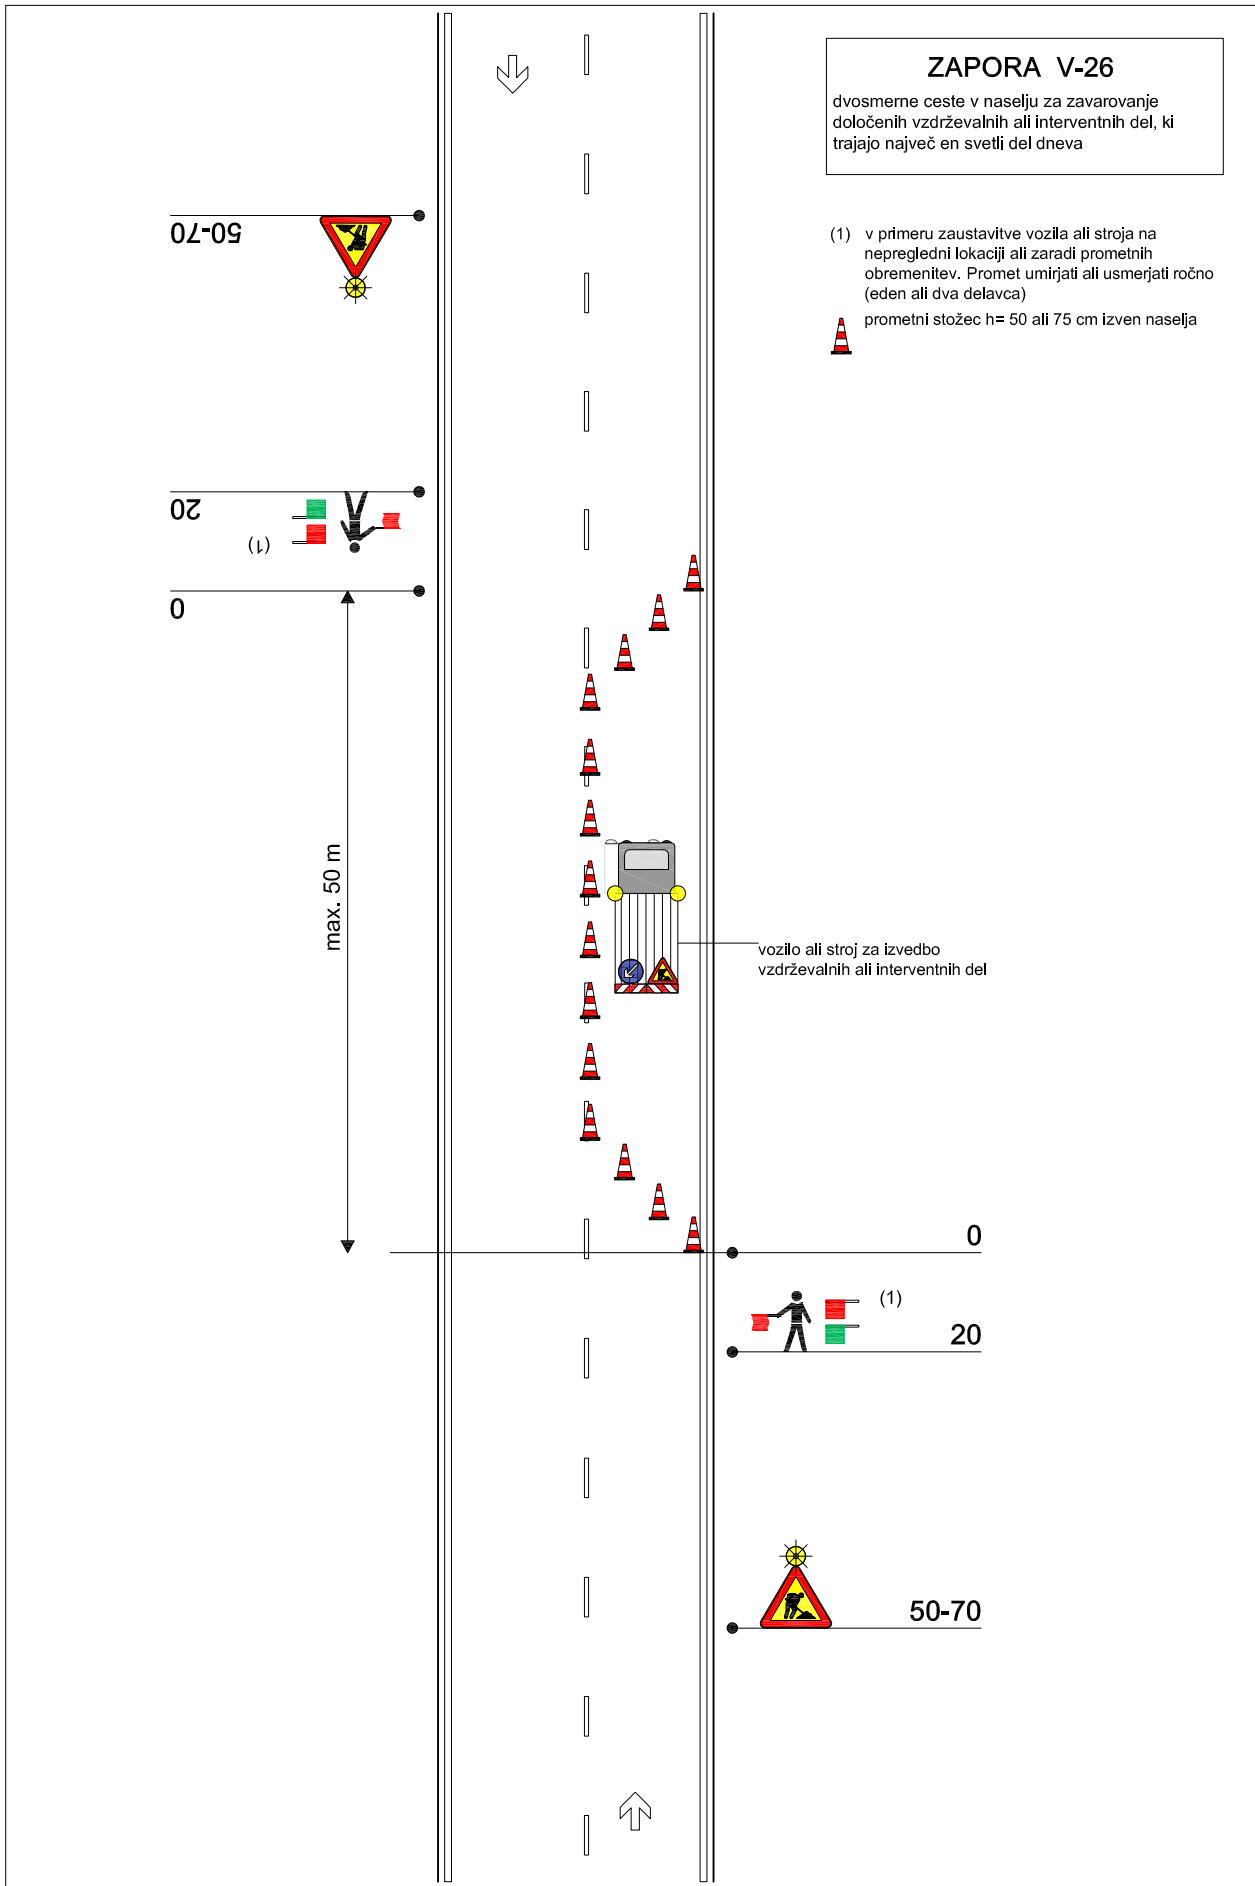 ZAPORA V-26
dvosmerne ceste v naselju za zavarovanje
določenih vzdrževalnih ali interventnih del, ki
trajajo največ en svetli del dneva
(1) v primeru zaustavitve vozila ali stroja na
nepregledni lokaciji ali zaradi prometnih
obremenitev. Promet umirjati ali usmerjati ročno
(eden ali dva delavca)
prometni stožec h= 50 ali 75 cm izven naselja
50-70
20
(1)
0
max. 50 m
vozilo ali stroj za izvedbo
vzdrževalnih ali interventnih del
0
(1)
20
50-70